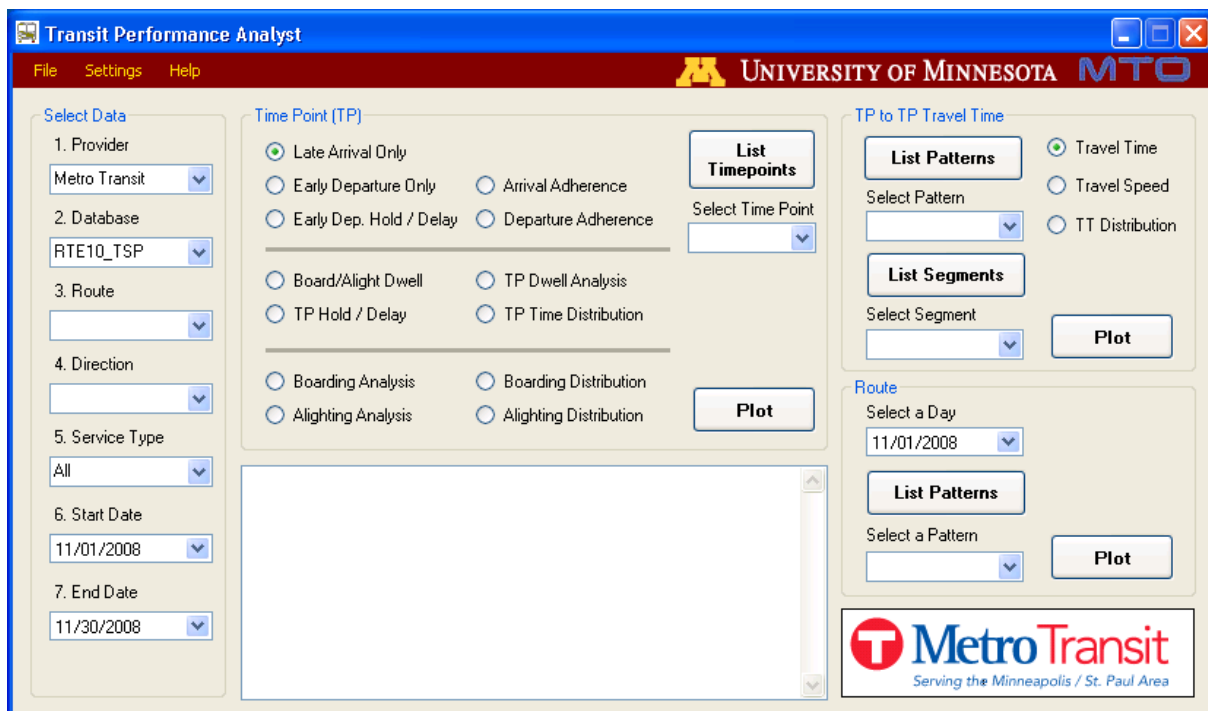 Transit Performance Analyst
File Settings Help
UNIVERSITY OF MINNESOTA MTO
Select Data
1. Provider
Metro Transit
2. Database
RTE10_TSP
3. Route
4. Direction
5. Service Type
All
6. Start Date
11/01/2008
7. End Date
11/30/2008
Time Point (TP)
Late Arrival Only
Early Departure Only Arrival Adherence
Early Dep. Hold / Delay Departure Adherence
Board/Alight Dwell TP Dwell Analysis
TP Hold / Delay TP Time Distribution
Boarding Analysis Boarding Distribution
Alighting Analysis Alighting Distribution
List
Timepoints
Select Time Point
Plot
TP to TP Travel Time
List Patterns
Select Pattern
List Segments
Select Segment
Travel Time
Travel Speed
TT Distribution
Plot
Route
Select a Day
11/01/2008
List Patterns
Select a Pattern
Plot
T MetroTransit
Serving the Minneapolis / St. Paul Area